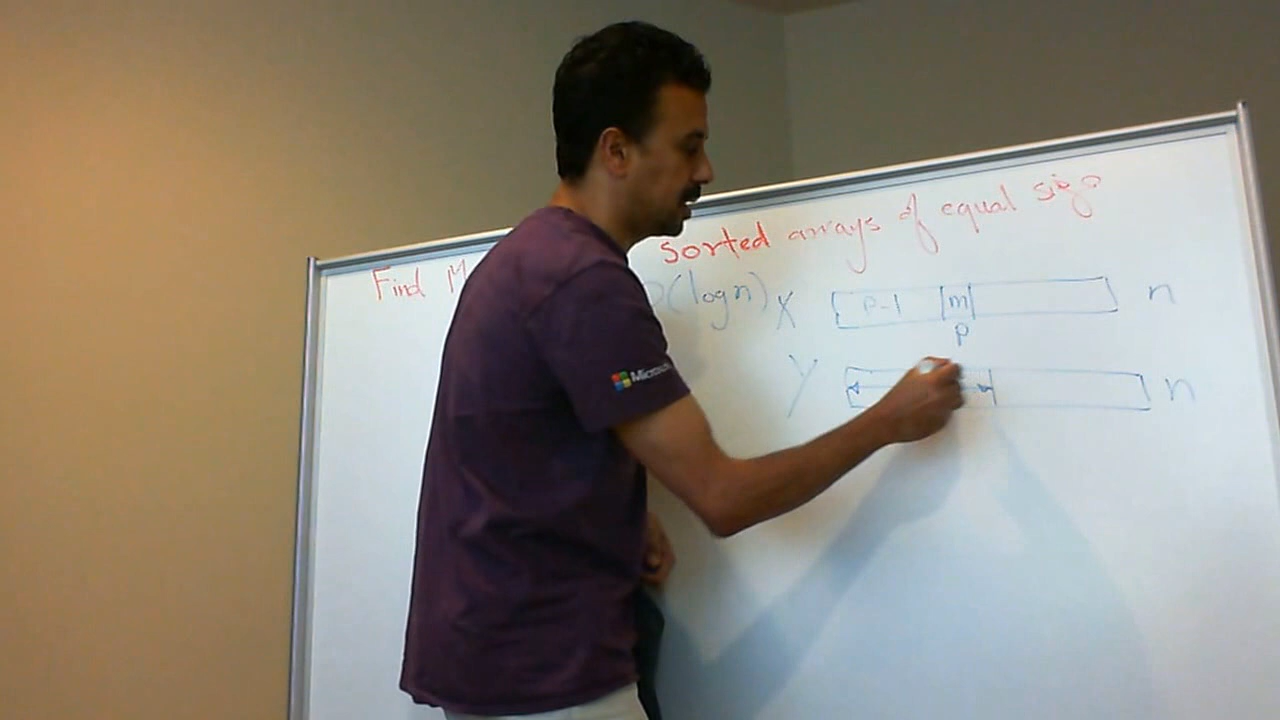 Find
sorted arrays of equal size
(log n)
X p-1 m n
p
Y n
Microsoft